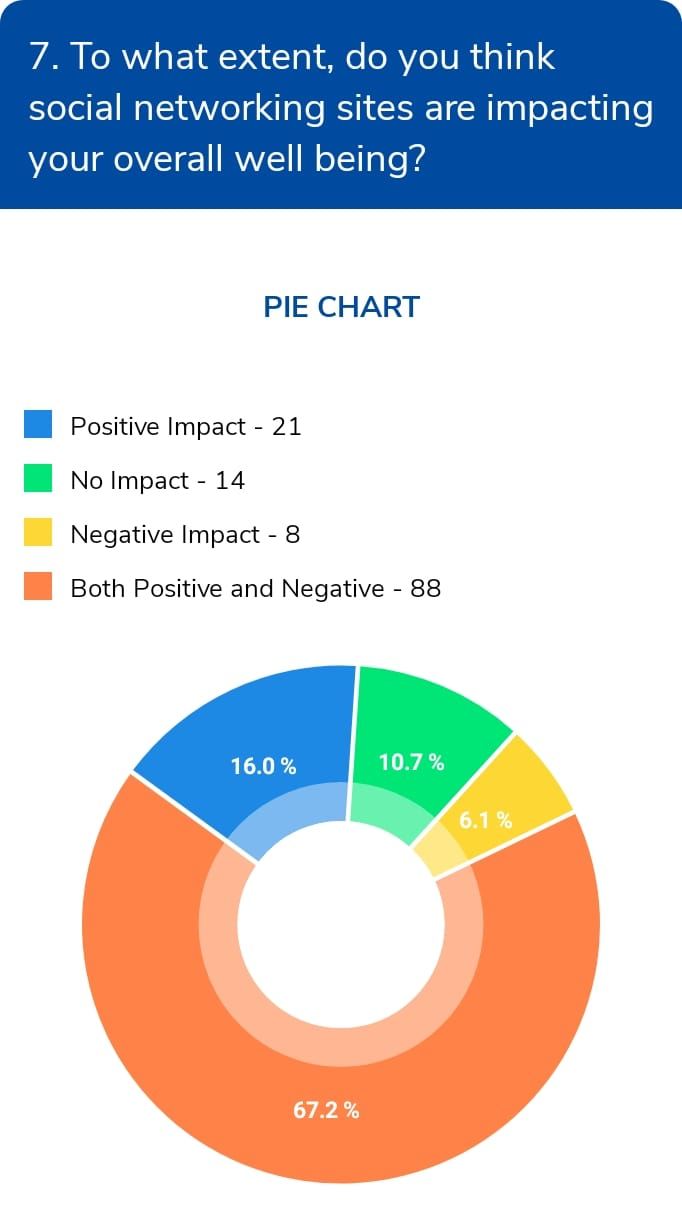 7. To what extent, do you think
social networking sites are impacting
your overall well being?
PIE CHART
Positive Impact - 21
No Impact - 14
Negative Impact - 8
Both Positive and Negative - 88
16.0 %
10.7 %
6.1 %
67.2 %